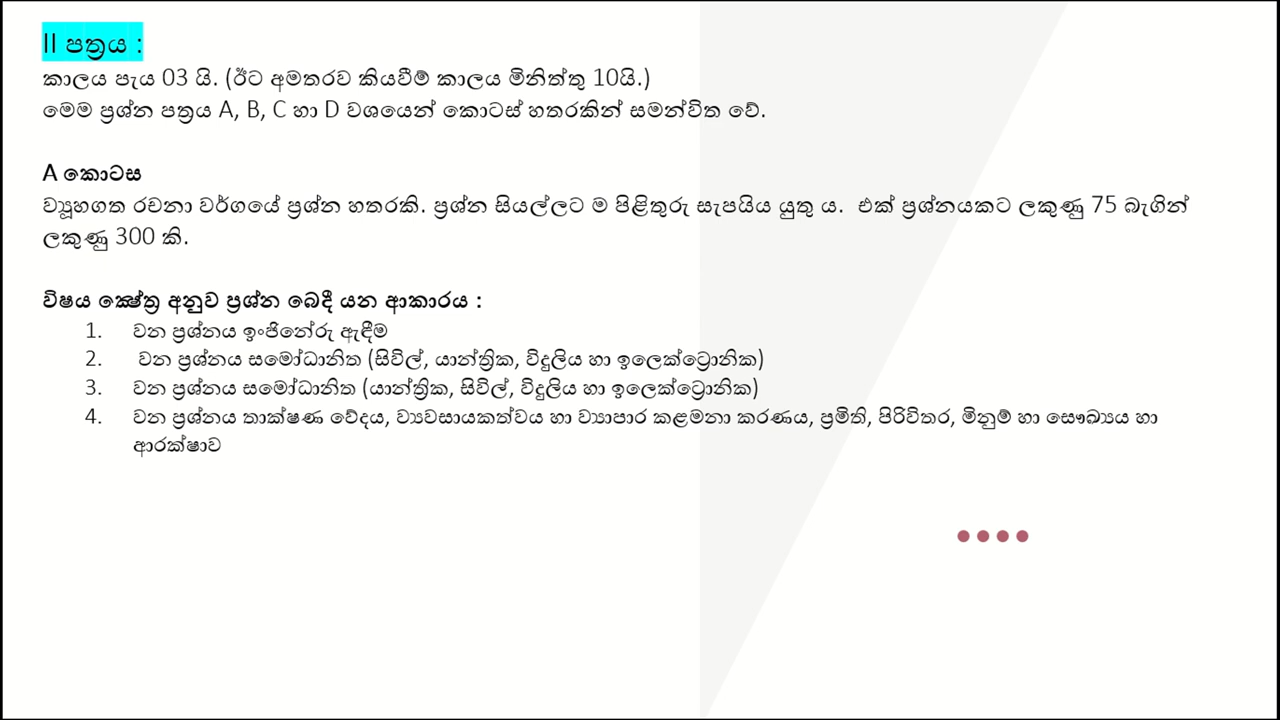 II පත්‍රය :
කාලය පැය 03 යි. (ඊට අමතරව කියවීම් කාලය මිනිත්තු 10යි.)
මෙම ප්‍රශ්න පත්‍රය A, B, C හා D වශයෙන් කොටස් හතරකින් සමන්විත වේ.
A කොටස
ව්‍යූහගත රචනා වර්ගයේ ප්‍රශ්න හතරකි. ප්‍රශ්න සියල්ලට ම පිළිතුරු සැපයිය යුතු ය. එක් ප්‍රශ්නයකට ලකුණු 75 බැගින්
ලකුණු 300 කි.
විෂය ක්‍ෂේත්‍ර අනුව ප්‍රශ්න බෙදී යන ආකාරය :
1. වන ප්‍රශ්නය ඉංජිනේරු ඇඳීම
2. වන ප්‍රශ්නය සමෝධානිත (සිවිල්, යාන්ත්‍රික, විදුලිය හා ඉලෙක්ට්‍රොනික)
3. වන ප්‍රශ්නය සමෝධානිත (යාන්ත්‍රික, සිවිල්, විදුලිය හා ඉලෙක්ට්‍රොනික)
4. වන ප්‍රශ්නය තාක්ෂණ වේදය, ව්‍යවසායකත්වය හා ව්‍යාපාර කළමනා කරණය, ප්‍රමිති, පිරිවිතර, මිනුම් හා සෞඛ්‍යය හා
ආරක්ෂාව